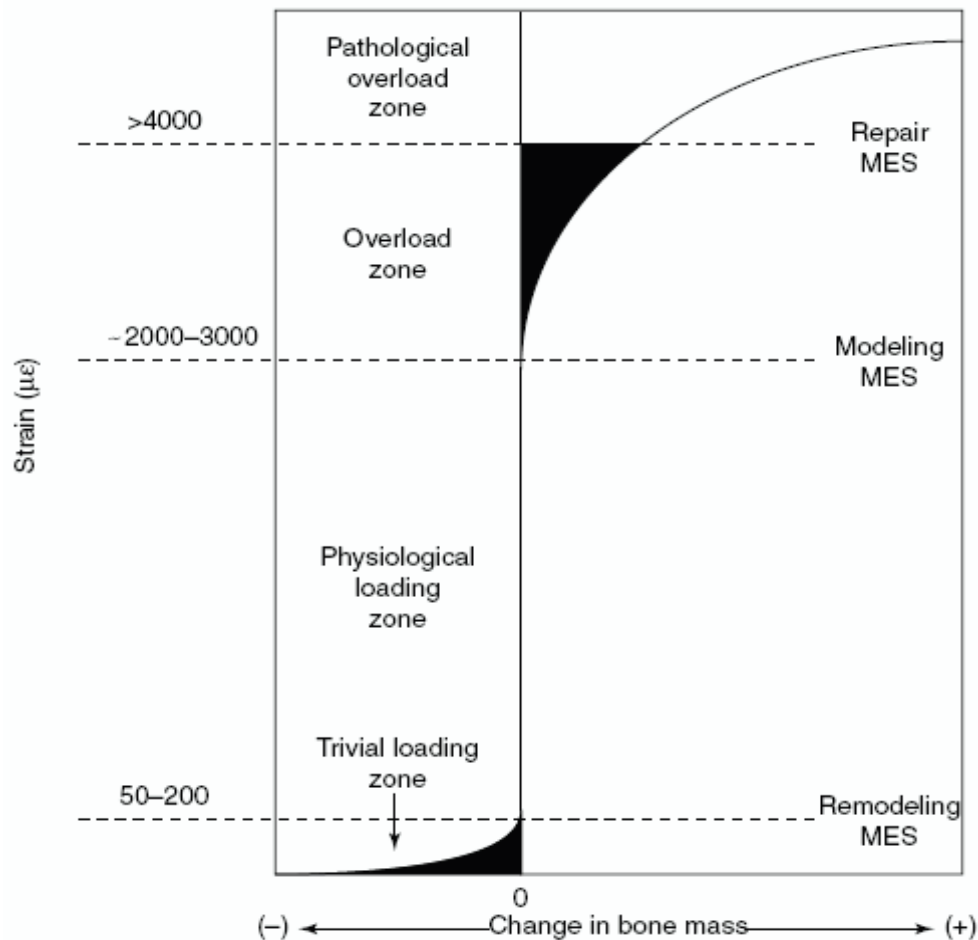 Pathological
overload
zone
>4000
Repair
MES
Overload
zone
~2000–3000
Modeling
MES
Strain (µε)
Physiological
loading
zone
Trivial loading
zone
50–200
Remodeling
MES
0
(–) Change in bone mass (+)